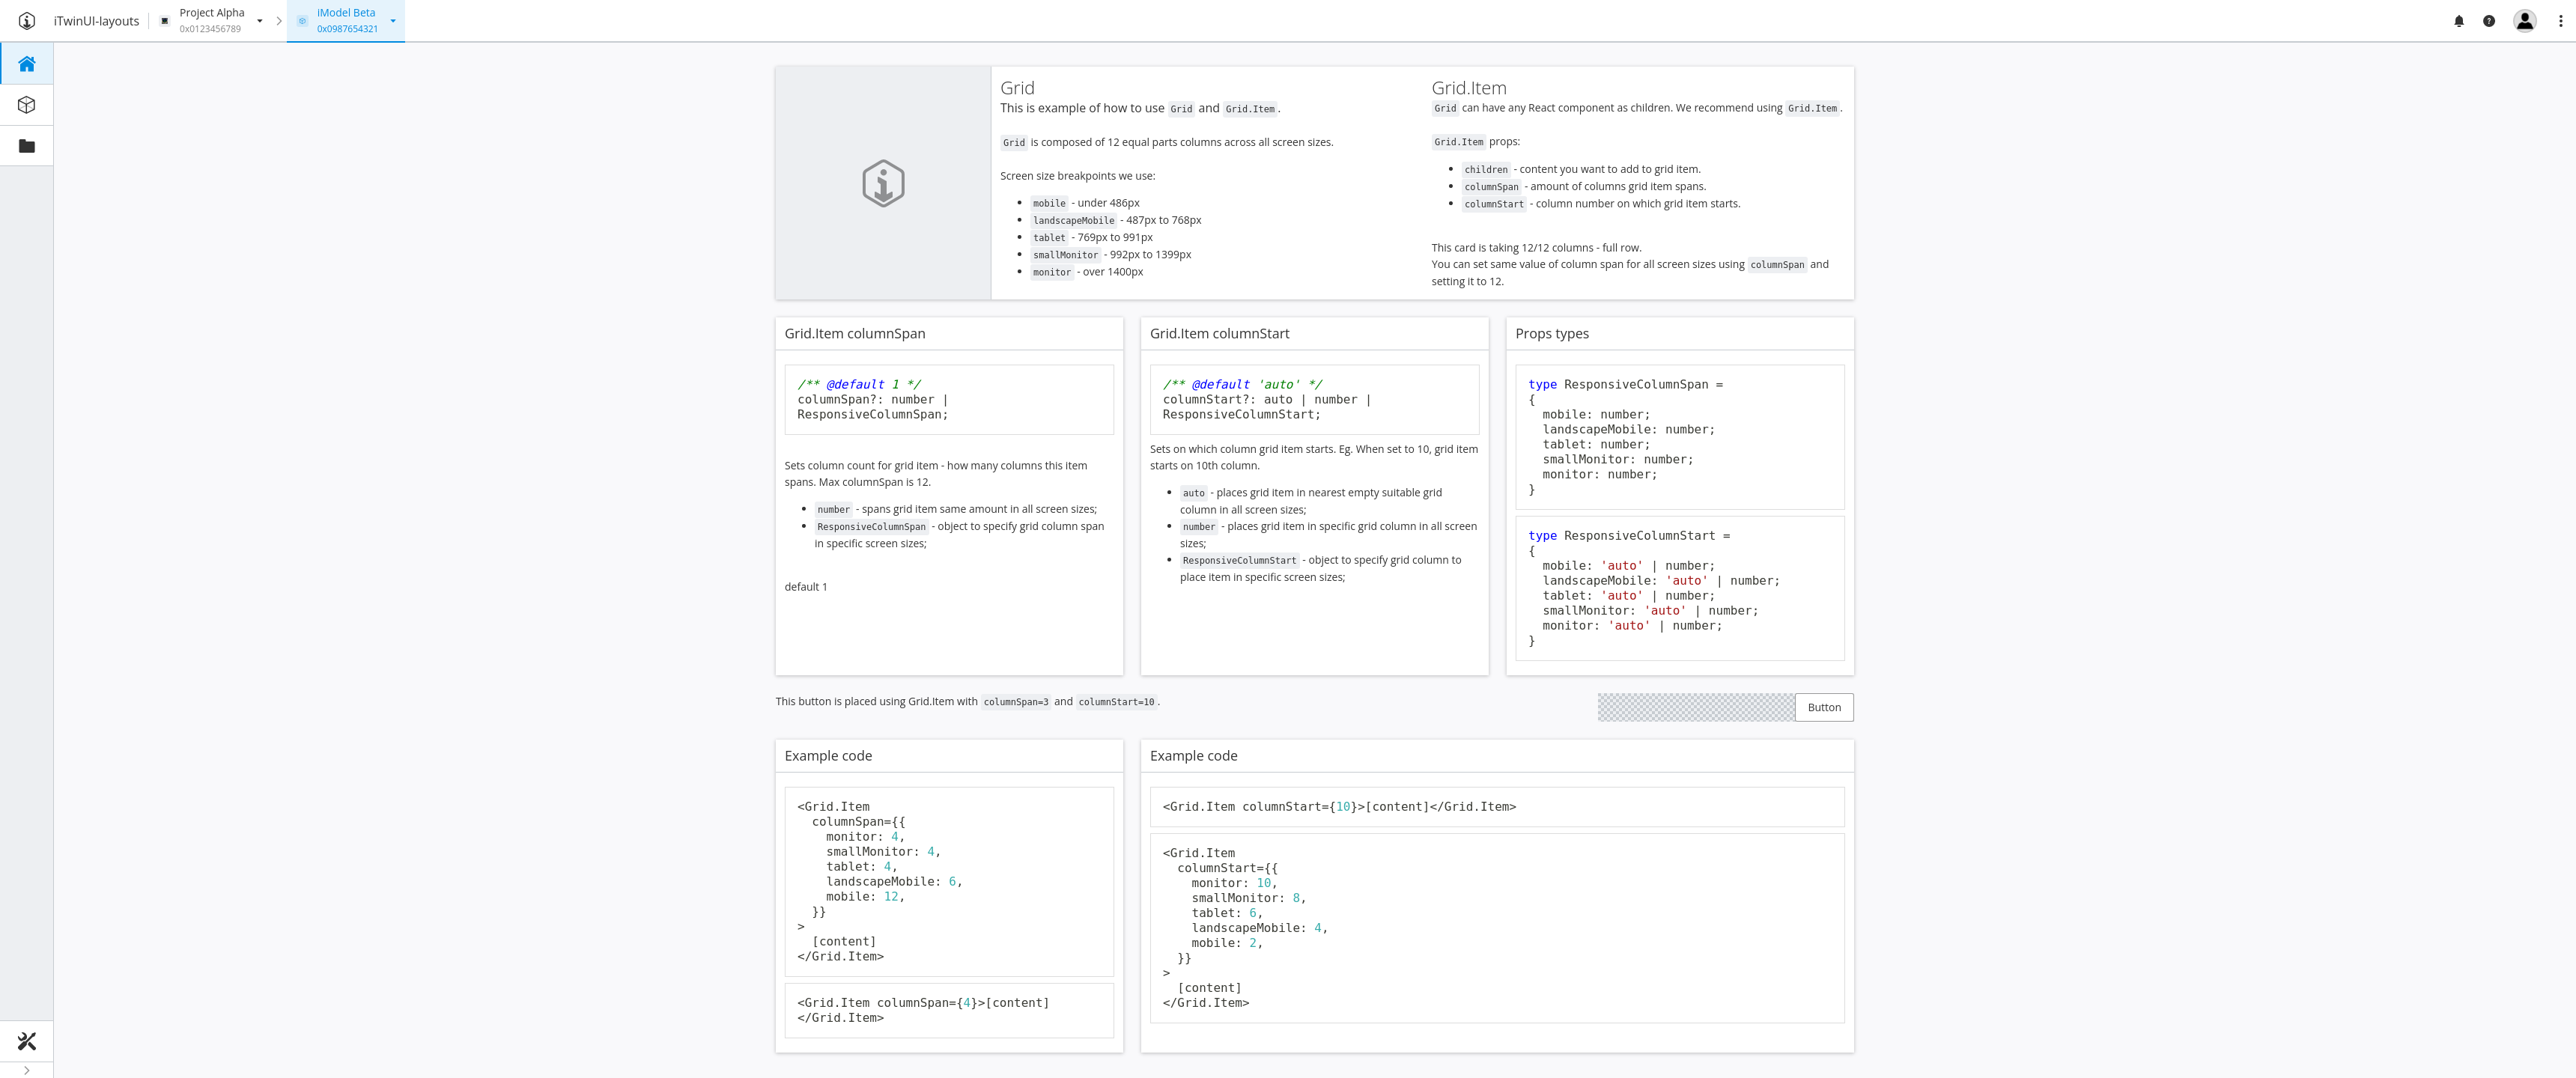 iTwinUI-layouts
Project Alpha
0x0123456789
iModel Beta
0x0987654321
Grid
This is example of how to use Grid and Grid.Item.
Grid is composed of 12 equal parts columns across all screen sizes.
Screen size breakpoints we use:
mobile - under 486px
landscapeMobile - 487px to 768px
tablet - 769px to 991px
smallMonitor - 992px to 1399px
monitor - over 1400px
Grid.Item
Grid can have any React component as children. We recommend using Grid.Item.
Grid.Item props:
children - content you want to add to grid item.
columnSpan - amount of columns grid item spans.
columnStart - column number on which grid item starts.
This card is taking 12/12 columns - full row.
You can set same value of column span for all screen sizes using columnSpan and
setting it to 12.
Grid.Item columnSpan
/** @default 1 */
columnSpan?: number |
ResponsiveColumnSpan;
Sets column count for grid item - how many columns this item
spans. Max columnSpan is 12.
number - spans grid item same amount in all screen sizes;
ResponsiveColumnSpan - object to specify grid column span
in specific screen sizes;
default 1
Grid.Item columnStart
/** @default 'auto' */
columnStart?: auto | number |
ResponsiveColumnStart;
Sets on which column grid item starts. Eg. When set to 10, grid item
starts on 10th column.
auto - places grid item in nearest empty suitable grid
column in all screen sizes;
number - places grid item in specific grid column in all screen
sizes;
ResponsiveColumnStart - object to specify grid column to
place item in specific screen sizes;
Props types
type ResponsiveColumnSpan =
{
mobile: number;
landscapeMobile: number;
tablet: number;
smallMonitor: number;
monitor: number;
}
type ResponsiveColumnStart =
{
mobile: 'auto' | number;
landscapeMobile: 'auto' | number;
tablet: 'auto' | number;
smallMonitor: 'auto' | number;
monitor: 'auto' | number;
}
This button is placed using Grid.Item with columnSpan=3 and columnStart=10.
Button
Example code
<Grid.Item
columnSpan={{
monitor: 4,
smallMonitor: 4,
tablet: 4,
landscapeMobile: 6,
mobile: 12,
}}
>
[content]
</Grid.Item>
<Grid.Item columnSpan={4}>[content]
</Grid.Item>
Example code
<Grid.Item columnStart={10}>[content]</Grid.Item>
<Grid.Item
columnStart={{
monitor: 10,
smallMonitor: 8,
tablet: 6,
landscapeMobile: 4,
mobile: 2,
}}
>
[content]
</Grid.Item>